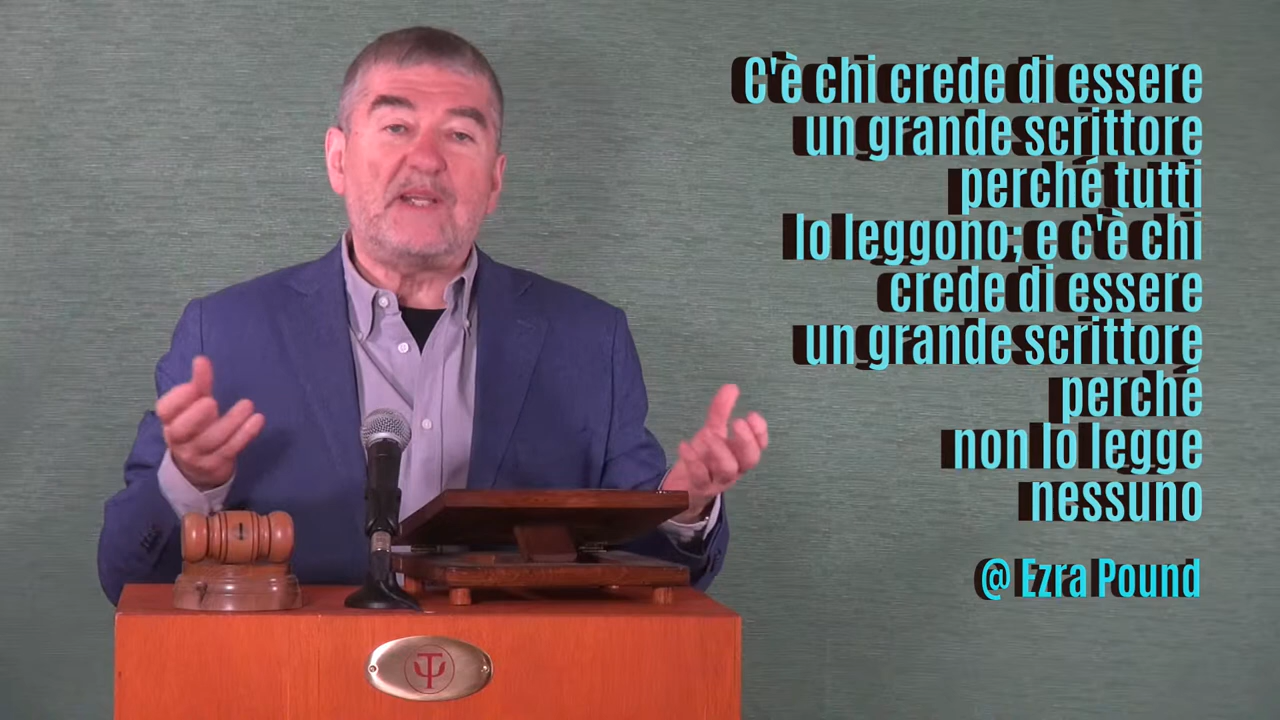 C'è chi crede di essere
un grande scrittore
perché tutti
lo leggono; e c'è chi
crede di essere
un grande scrittore
perché
non lo legge
nessuno
@ Ezra Pound
Ψ